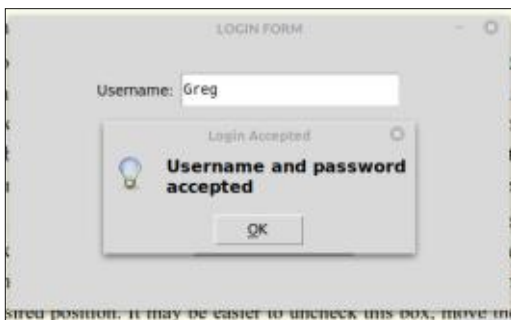 LOGIN FORM
Username: Greg
Login Accepted
Username and password
accepted
OK
sired position. It may be easier to uncheck this box, move the